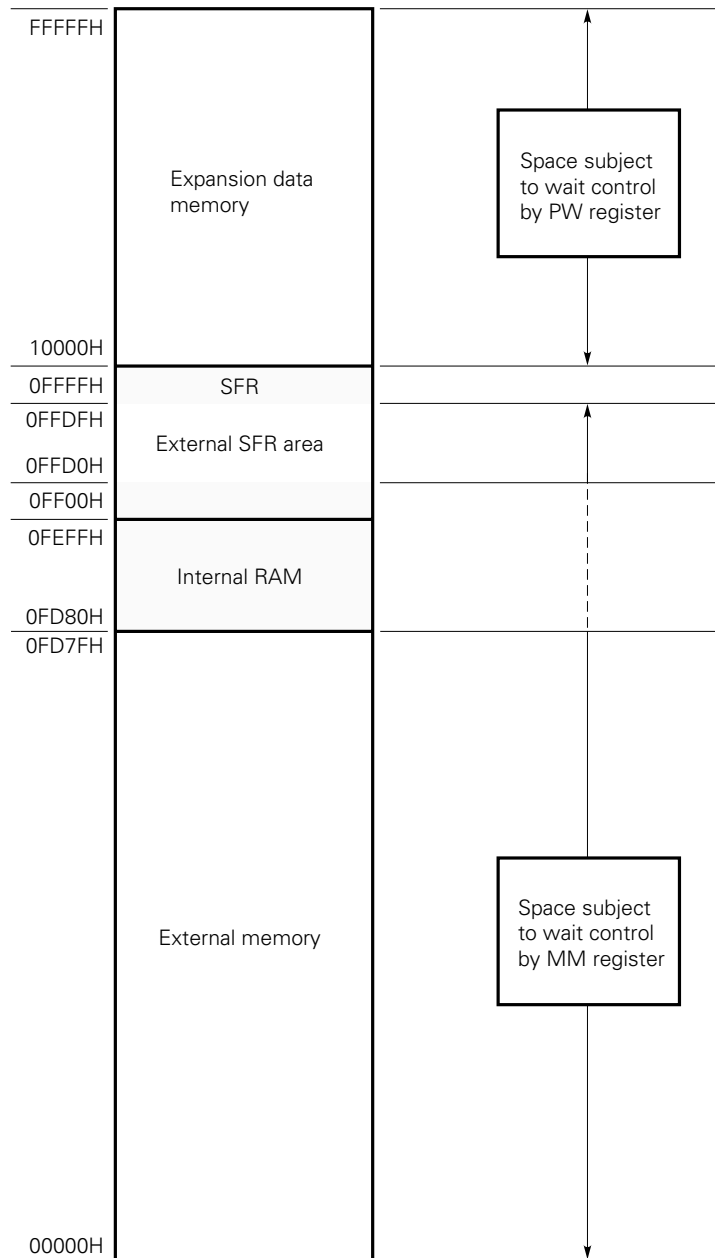 FFFFFH
Space subject
to wait control
by PW register
Expansion data
memory
10000H
0FFFFH
SFR
0FFDFH
External SFR area
0FFD0H
0FF00H
0FEFFH
Internal RAM
0FD80H
0FD7FH
Space subject
to wait control
by MM register
External memory
00000H